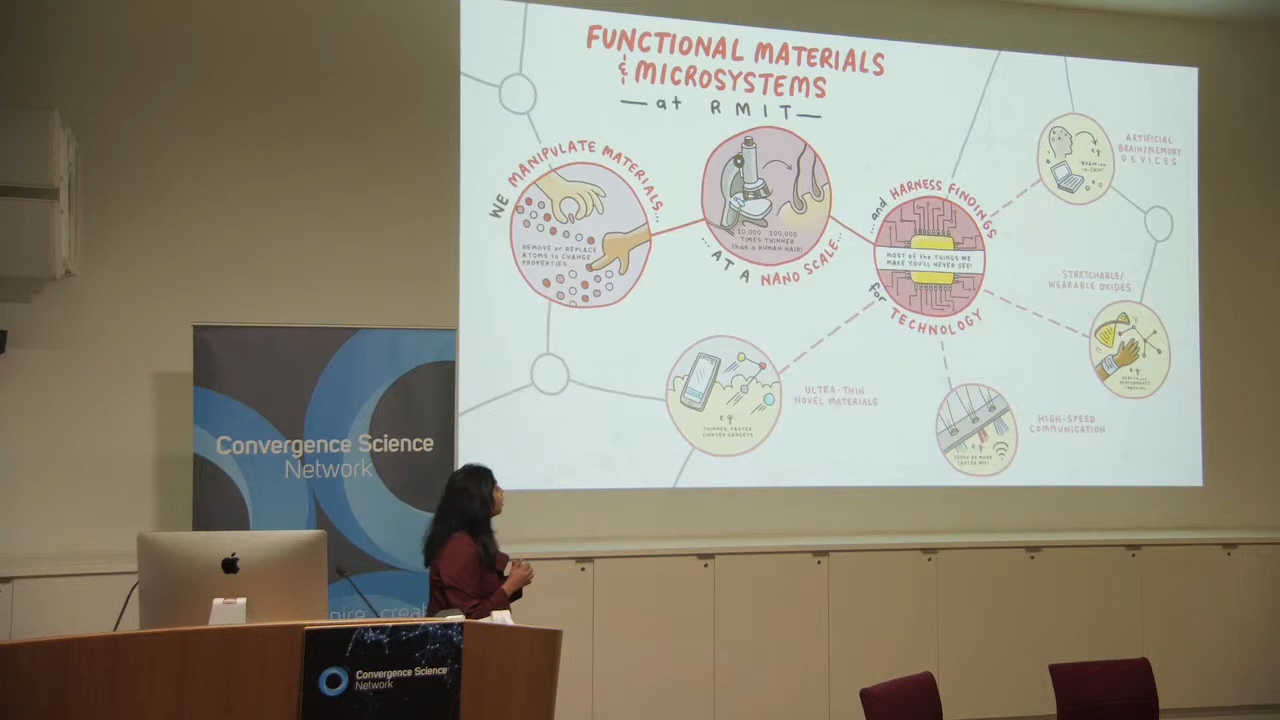 FUNCTIONAL MATERIALS
& MICROSYSTEMS
— at RMIT —
WE MANIPULATE MATERIALS...
REMOVE or REPLACE
ATOMS to CHANGE
PROPERTIES...
10,000 - 100,000
TIMES THINNER
than a HUMAN HAIR!
...AT A NANO SCALE...
...and HARNESS FINDINGS
MOST of the THINGS WE
MAKE YOU'LL NEVER SEE!
for TECHNOLOGY
ARTIFICIAL
BRAIN/MEMORY
DEVICES
e.g.
STRETCHABLE/
WEARABLE OXIDES
e.g.
HIGH-SPEED
COMMUNICATION
e.g.
ULTRA-THIN
NOVEL MATERIALS
e.g.
THINNER, FASTER
LIGHTER GADGETS
Convergence Science
Network
Convergence Science
Network